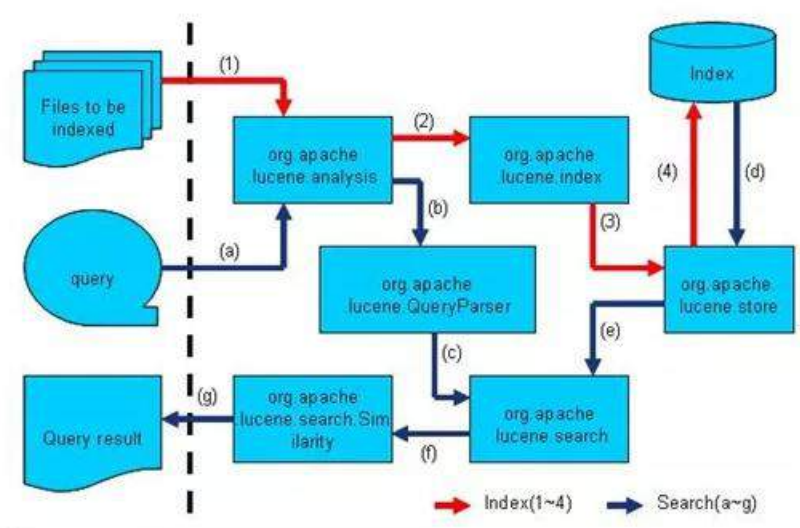 (1)
Index
Files to be
indexed
(2)
org.apache
lucene.analysis
org.apache
.lucene.index
(4)
(d)
(b)
(3)
(a)
query
org.apache
.lucene.QueryParser
org.apache.
lucene.store
(e)
(c)
(g)
org.apache
.lucene.search.Sim
ilarity
Query result
org.apache
lucene.search
(f)
Index(1~4)
Search(a~g)